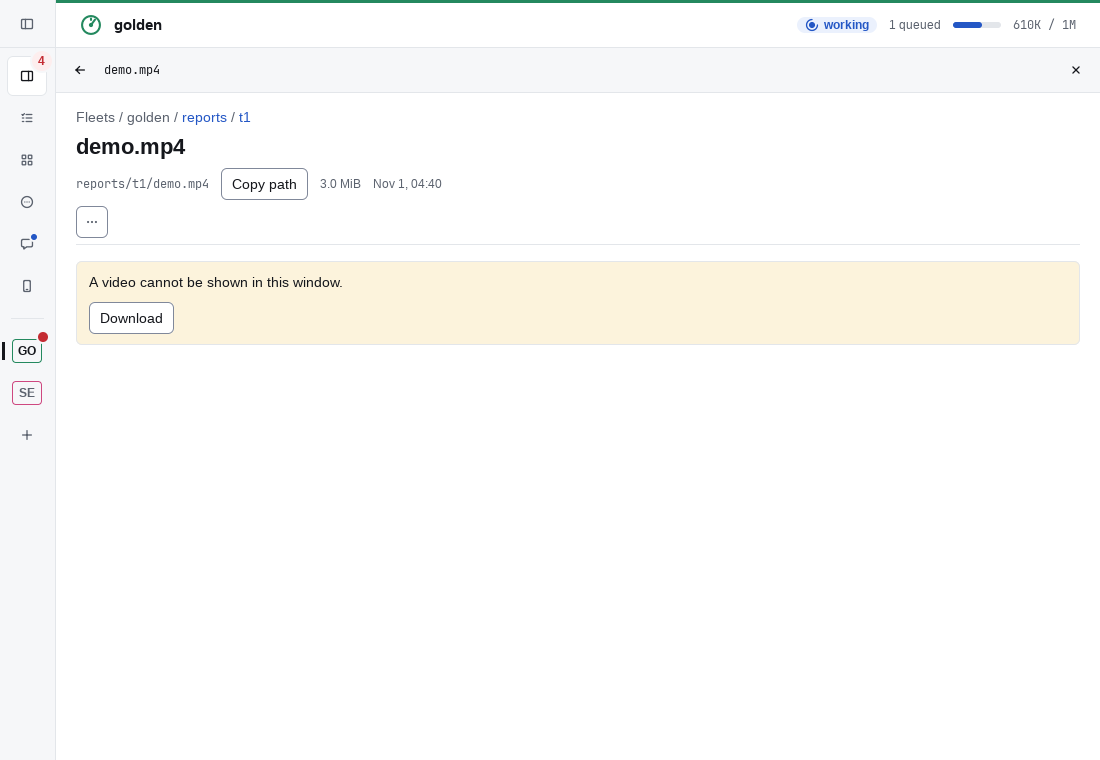 golden
working
1 queued
610K / 1M
4
demo.mp4
Fleets / golden / reports / t1
demo.mp4
reports/t1/demo.mp4
Copy path
3.0 MiB
Nov 1, 04:40
A video cannot be shown in this window.
Download
GO
SE